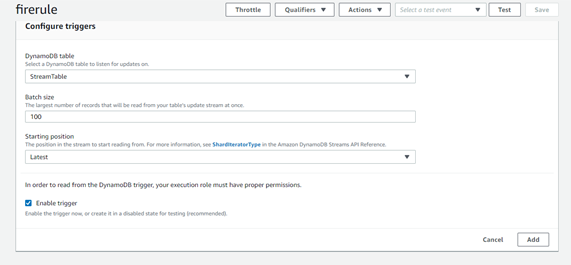 firerule
Throttle Qualifiers Actions Select a test event Test Save
Configure triggers
DynamoDB table
Select a DynamoDB table to listen for updates on.
StreamTable
Batch size
The largest number of records that will be read from your table's update stream at once.
100
Starting position
The position in the stream to start reading from. For more information, see ShardIteratorType in the Amazon DynamoDB Streams API Reference.
Latest
In order to read from the DynamoDB trigger, your execution role must have proper permissions.
Enable trigger
Enable the trigger now, or create it in a disabled state for testing (recommended).
Cancel Add